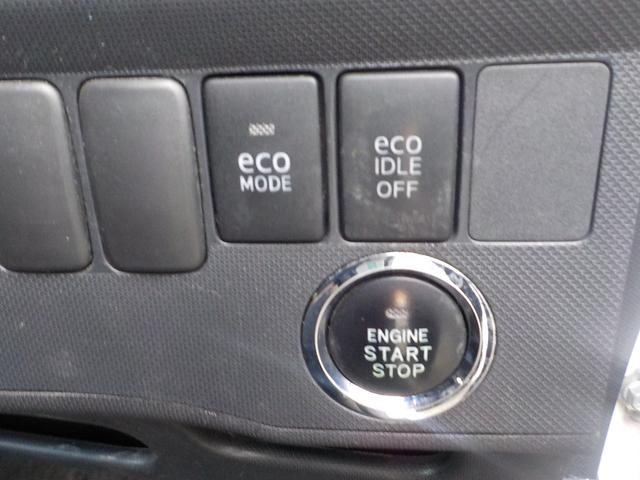 eco
MODE
eco
IDLE
OFF
ENGINE
START
STOP